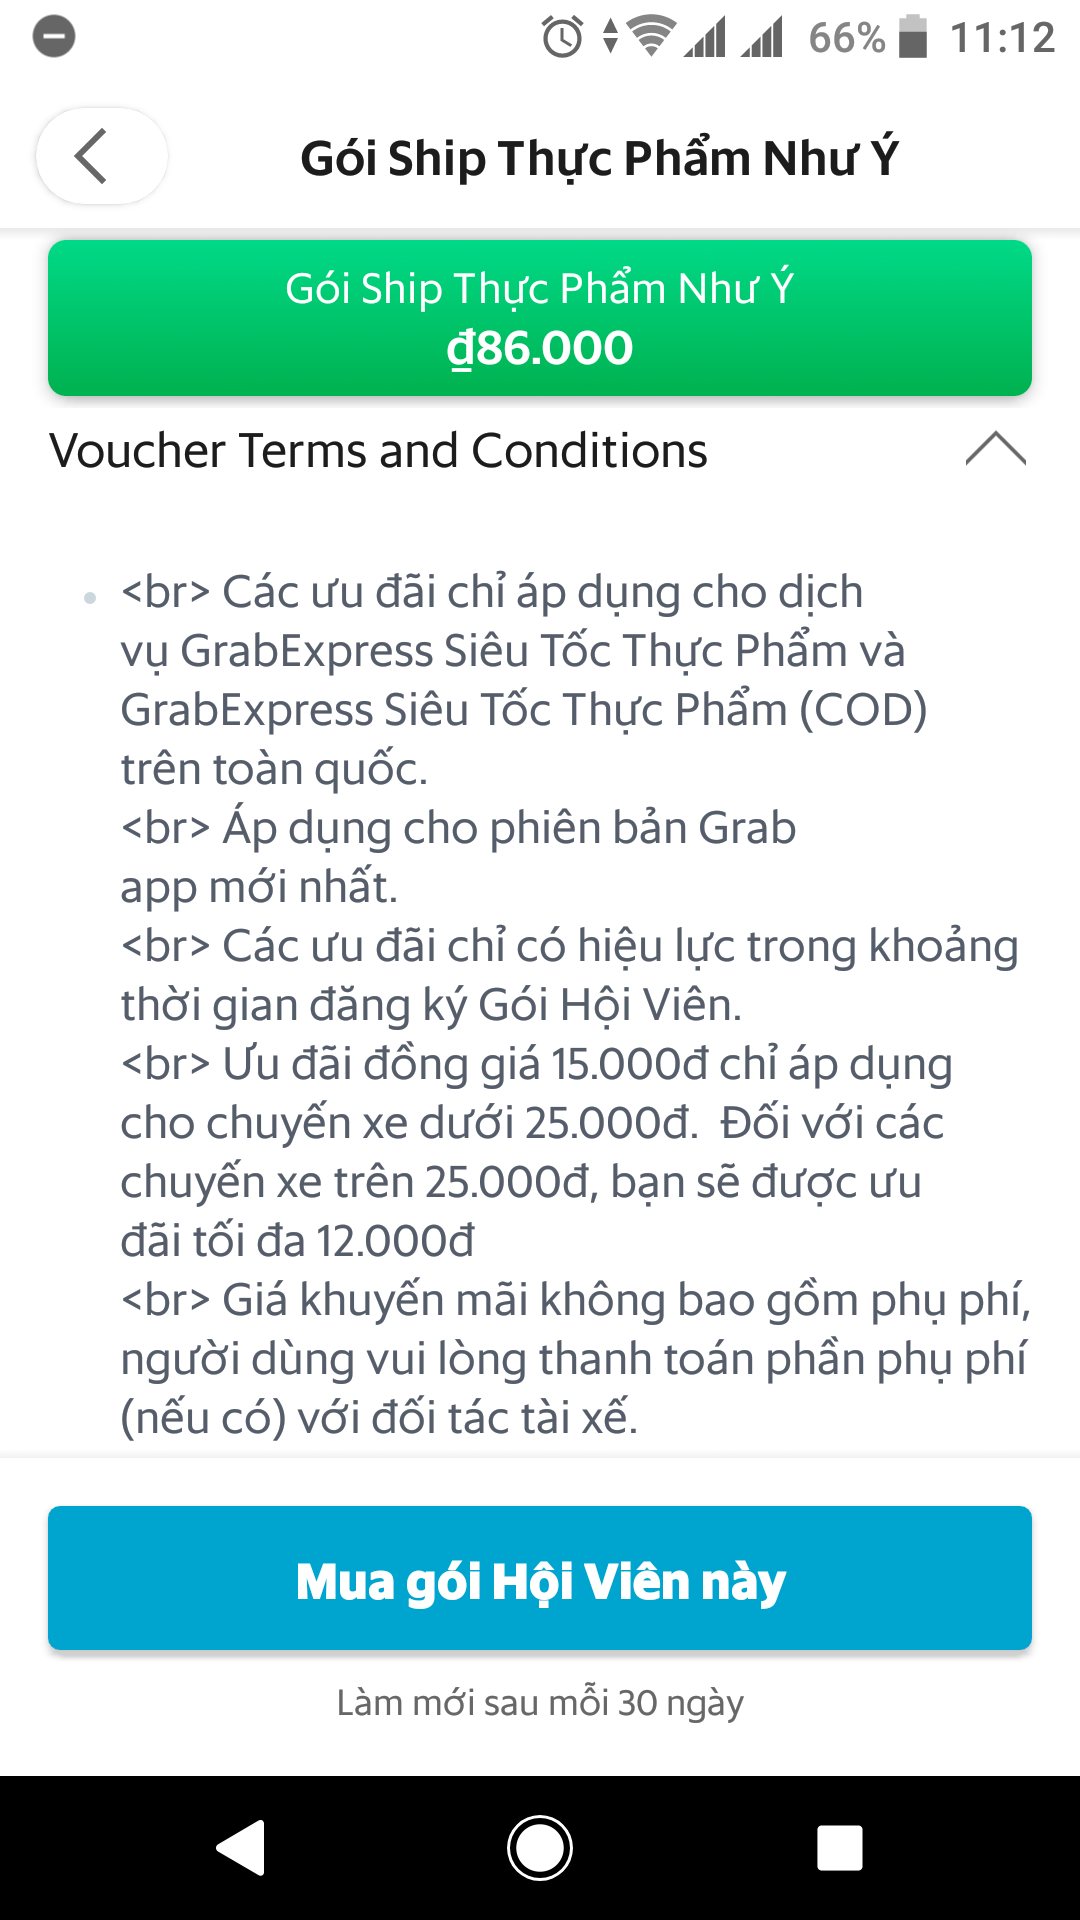 66% 11:12
Gói Ship Thực Phẩm Như Ý
Gói Ship Thực Phẩm Như Ý
₫86.000
Voucher Terms and Conditions
<br> Các ưu đãi chỉ áp dụng cho dịch
vụ GrabExpress Siêu Tốc Thực Phẩm và
GrabExpress Siêu Tốc Thực Phẩm (COD)
trên toàn quốc.
<br> Áp dụng cho phiên bản Grab
app mới nhất.
<br> Các ưu đãi chỉ có hiệu lực trong khoảng
thời gian đăng ký Gói Hội Viên.
<br> Ưu đãi đồng giá 15.000đ chỉ áp dụng
cho chuyến xe dưới 25.000đ.  Đối với các
chuyến xe trên 25.000đ, bạn sẽ được ưu
đãi tối đa 12.000đ
<br> Giá khuyến mãi không bao gồm phụ phí,
người dùng vui lòng thanh toán phần phụ phí
(nếu có) với đối tác tài xế.
Mua gói Hội Viên này
Làm mới sau mỗi 30 ngày